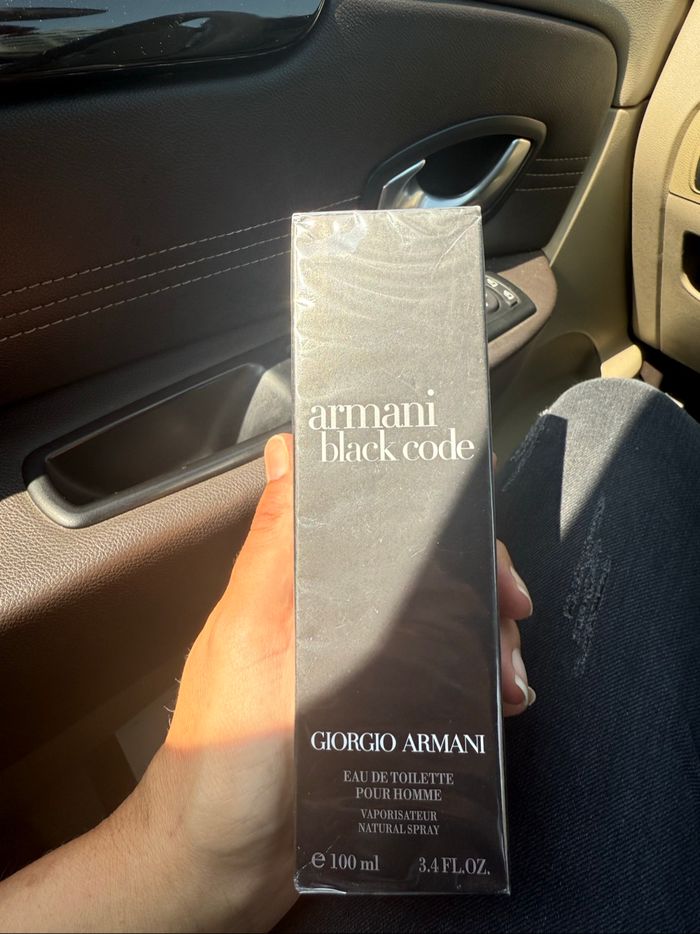 armani
black code
GIORGIO ARMANI
EAU DE TOILETTE
POUR HOMME
VAPORISATEUR
NATURAL SPRAY
℮ 100 ml 3.4 FL.OZ.